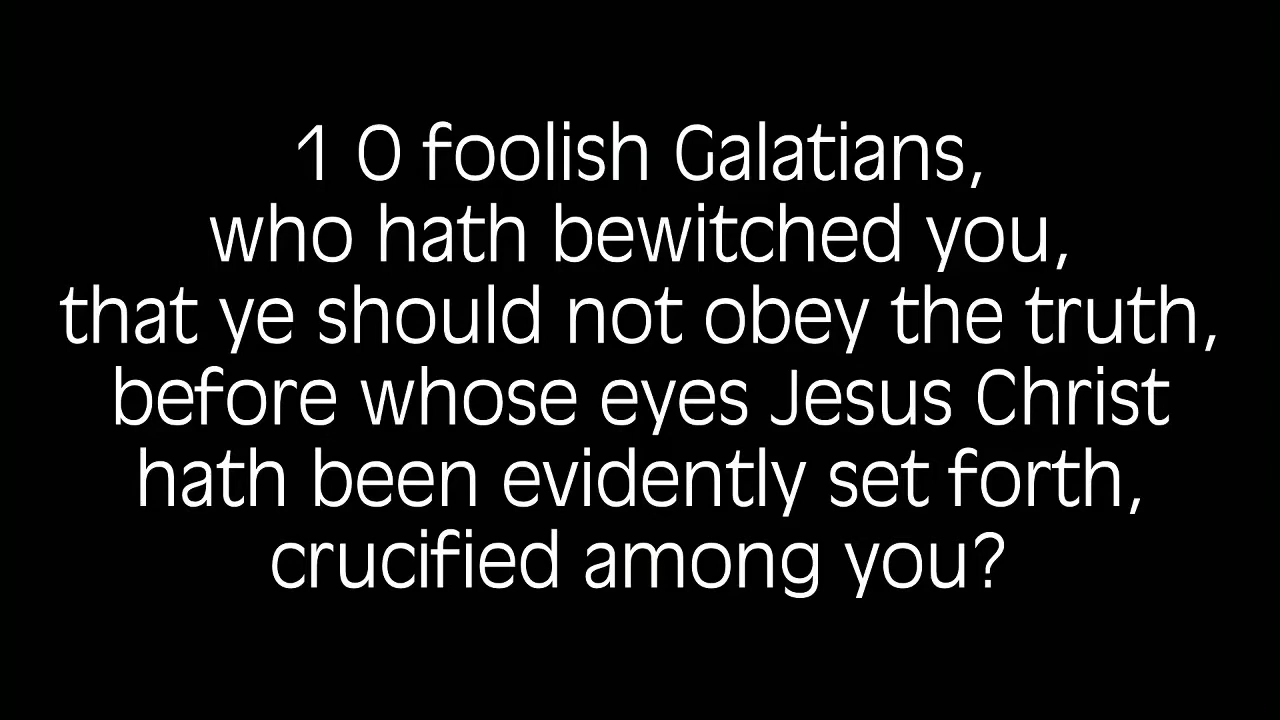 1 O foolish Galatians,
who hath bewitched you,
that ye should not obey the truth,
before whose eyes Jesus Christ
hath been evidently set forth,
crucified among you?